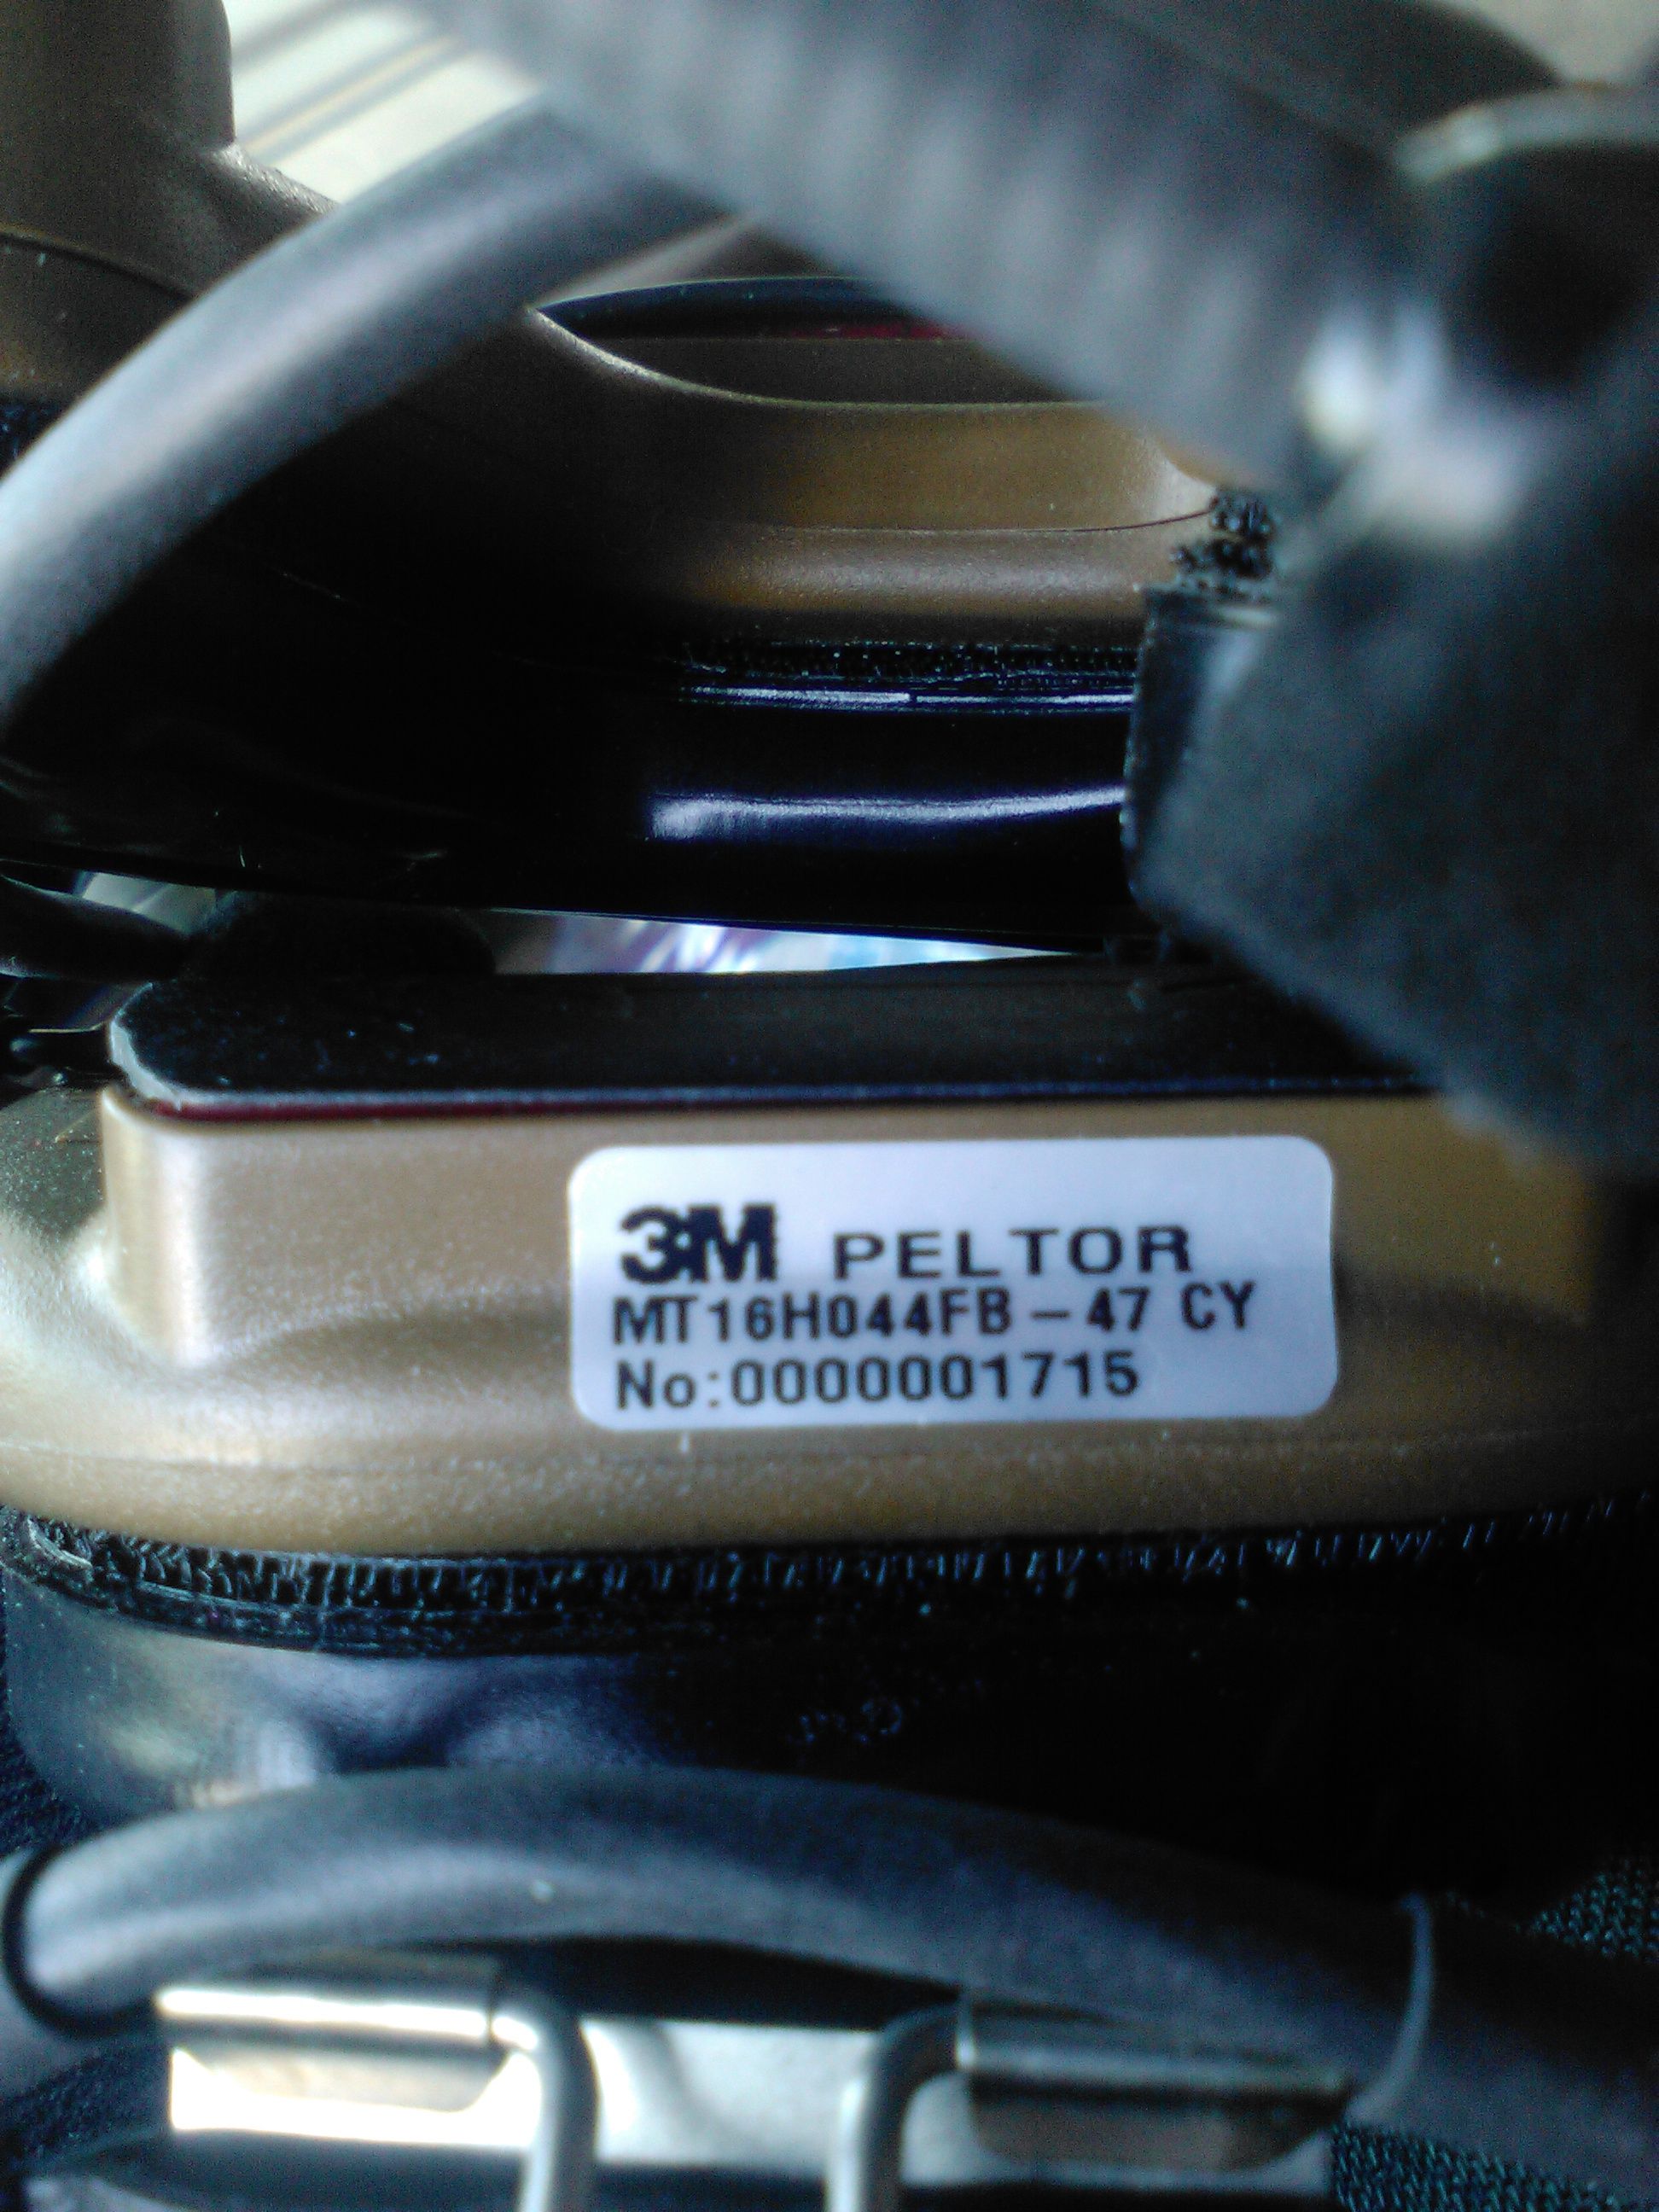 3M PELTOR
MT16H044FB-47 CY
No:0000001715